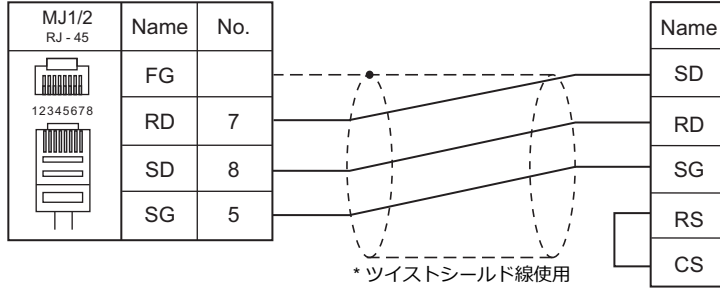 MJ1/2 Name No.
RJ - 45
FG
12345678
RD 7
SD 8
SG 5
* ツイストシールド線使用
Name
SD
RD
SG
RS
CS